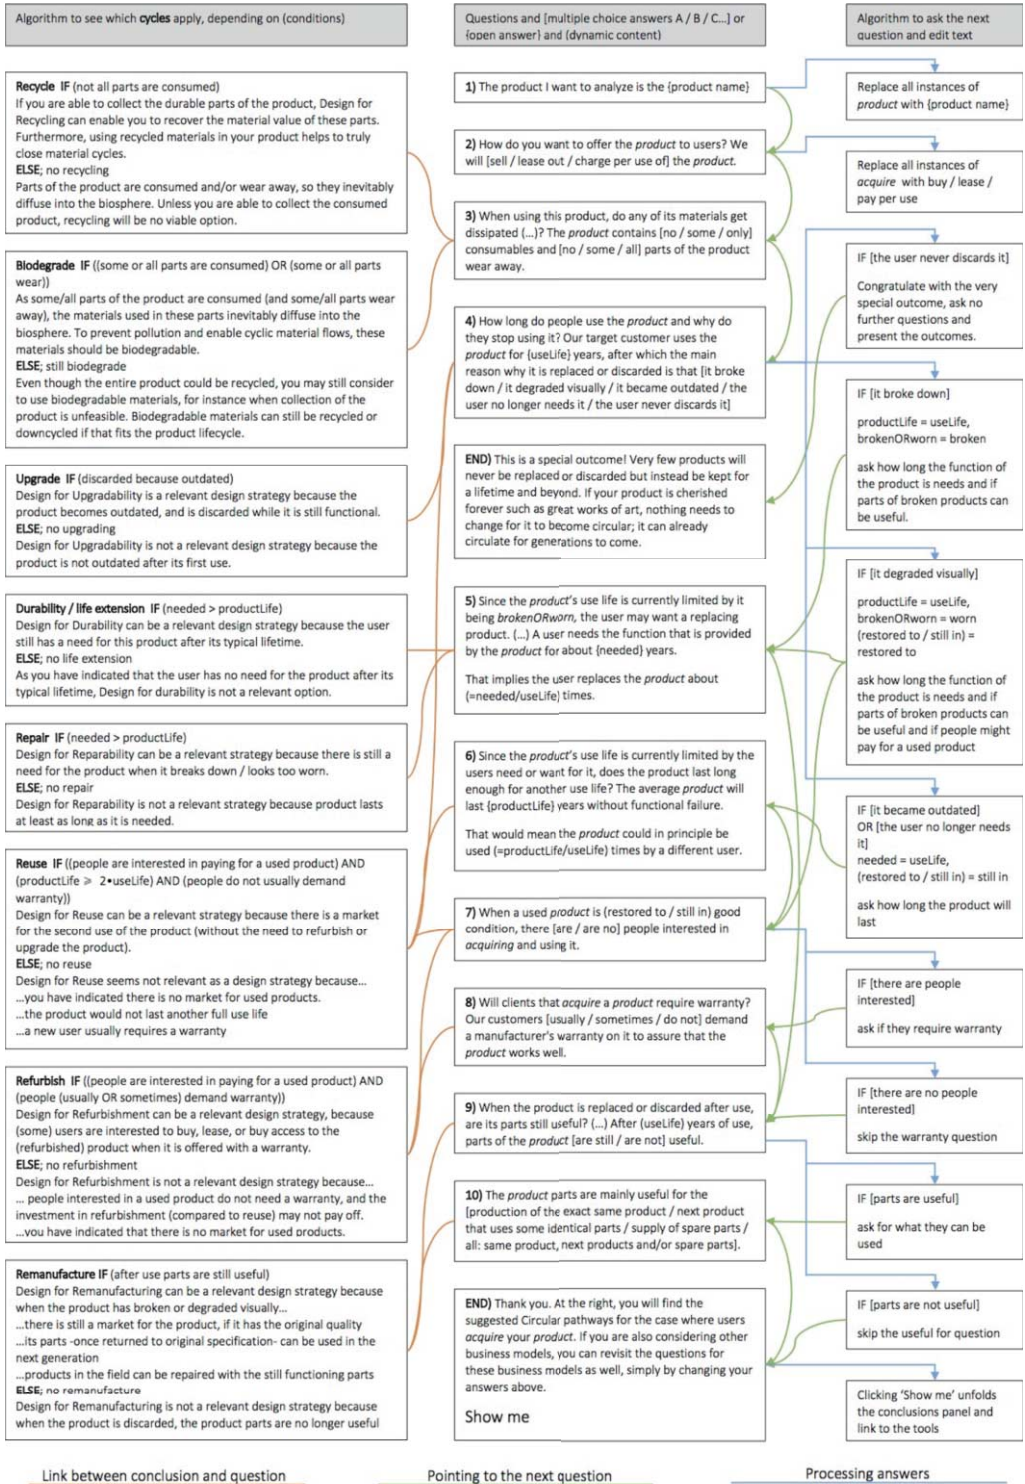 Algorithm to see which cycles apply, depending on (conditions)
Recycle IF (not all parts are consumed)
If you are able to collect the durable parts of the product, Design for
Recycling can enable you to recover the material value of these parts.
Furthermore, using recycled materials in your product helps to truly
close material cycles.
ELSE; no recycling
Parts of the product are consumed and/or wear away, so they inevitably
diffuse into the biosphere. Unless you are able to collect the consumed
product, recycling will be no viable option.
Biodegrade IF ((some or all parts are consumed) OR (some or all parts
wear))
As some/all parts of the product are consumed (and some/all parts wear
away), the materials used in these parts inevitably diffuse into the
biosphere. To prevent pollution and enable cyclic material flows, these
materials should be biodegradable.
ELSE; still biodegrade
Even though the entire product could be recycled, you may still consider
to use biodegradable materials, for instance when collection of the
product is unfeasible. Biodegradable materials can still be recycled or
downcycled if that fits the product lifecycle.
Upgrade IF (discarded because outdated)
Design for Upgradability is a relevant design strategy because the
product becomes outdated, and is discarded while it is still functional.
ELSE; no upgrading
Design for Upgradability is not a relevant design strategy because the
product is not outdated after its first use.
Durability / life extension IF (needed > productLife)
Design for Durability can be a relevant design strategy because the user
still has a need for this product after its typical lifetime.
ELSE; no life extension
As you have indicated that the user has no need for the product after its
typical lifetime, Design for durability is not a relevant option.
Repair IF (needed > productLife)
Design for Reparability can be a relevant strategy because there is still a
need for the product when it breaks down / looks too worn.
ELSE; no repair
Design for Reparability is not a relevant strategy because product lasts
at least as long as it is needed.
Reuse IF ((people are interested in paying for a used product) AND
(productLife ⩾ 2•useLife) AND (people do not usually demand
warranty))
Design for Reuse can be a relevant strategy because there is a market
for the second use of the product (without the need to refurbish or
upgrade the product).
ELSE; no reuse
Design for Reuse seems not relevant as a design strategy because...
...you have indicated there is no market for used products.
...the product would not last another full use life
...a new user usually requires a warranty
Refurbish IF ((people are interested in paying for a used product) AND
(people (usually OR sometimes) demand warranty))
Design for Refurbishment can be a relevant design strategy, because
(some) users are interested to buy, lease, or buy access to the
(refurbished) product when it is offered with a warranty.
ELSE; no refurbishment
Design for Refurbishment is not a relevant design strategy because...
... people interested in a used product do not need a warranty, and the
investment in refurbishment (compared to reuse) may not pay off.
...you have indicated that there is no market for used products.
Remanufacture IF (after use parts are still useful)
Design for Remanufacturing can be a relevant design strategy because
when the product has broken or degraded visually...
...there is still a market for the product, if it has the original quality
...its parts -once returned to original specification- can be used in the
next generation
...products in the field can be repaired with the still functioning parts
ELSE; no remanufacture
Design for Remanufacturing is not a relevant design strategy because
when the product is discarded, the product parts are no longer useful
Link between conclusion and question
Questions and [multiple choice answers A / B / C...] or
{open answer} and (dynamic content)
1) The product I want to analyze is the {product name}
2) How do you want to offer the product to users? We
will [sell / lease out / charge per use of] the product.
3) When using this product, do any of its materials get
dissipated (...)? The product contains [no / some / only]
consumables and [no / some / all] parts of the product
wear away.
4) How long do people use the product and why do
they stop using it? Our target customer uses the
product for {useLife} years, after which the main
reason why it is replaced or discarded is that [it broke
down / it degraded visually / it became outdated / the
user no longer needs it / the user never discards it]
END) This is a special outcome! Very few products will
never be replaced or discarded but instead be kept for
a lifetime and beyond. If your product is cherished
forever such as great works of art, nothing needs to
change for it to become circular; it can already
circulate for generations to come.
5) Since the product's use life is currently limited by it
being brokenORworn, the user may want a replacing
product. (...) A user needs the function that is provided
by the product for about {needed} years.
That implies the user replaces the product about
(=needed/useLife) times.
6) Since the product's use life is currently limited by the
users need or want for it, does the product last long
enough for another use life? The average product will
last {productLife} years without functional failure.
That would mean the product could in principle be
used (=productLife/useLife) times by a different user.
7) When a used product is (restored to / still in) good
condition, there [are / are no] people interested in
acquiring and using it.
8) Will clients that acquire a product require warranty?
Our customers [usually / sometimes / do not] demand
a manufacturer's warranty on it to assure that the
product works well.
9) When the product is replaced or discarded after use,
are its parts still useful? (...) After (useLife) years of use,
parts of the product [are still / are not] useful.
10) The product parts are mainly useful for the
[production of the exact same product / next product
that uses some identical parts / supply of spare parts /
all: same product, next products and/or spare parts].
END) Thank you. At the right, you will find the
suggested Circular pathways for the case where users
acquire your product. If you are also considering other
business models, you can revisit the questions for
these business models as well, simply by changing your
answers above.
Show me
Pointing to the next question
Algorithm to ask the next
question and edit text
Replace all instances of
product with {product name}
Replace all instances of
acquire with buy / lease /
pay per use
IF [the user never discards it]
Congratulate with the very
special outcome, ask no
further questions and
present the outcomes.
IF [it broke down]
productLife = useLife,
brokenORworn = broken
ask how long the function of
the product is needs and if
parts of broken products can
be useful.
IF [it degraded visually]
productLife = useLife,
brokenORworn = worn
(restored to / still in) =
restored to
ask how long the function of
the product is needs and if
parts of broken products can
be useful and if people might
pay for a used product
IF [it became outdated]
OR [the user no longer needs
it]
needed = useLife,
(restored to / still in) = still in
ask how long the product will
last
IF [there are people
interested]
ask if they require warranty
IF [there are no people
interested]
skip the warranty question
IF [parts are useful]
ask for what they can be
used
IF [parts are not useful]
skip the useful for question
Clicking 'Show me' unfolds
the conclusions panel and
link to the tools
Processing answers